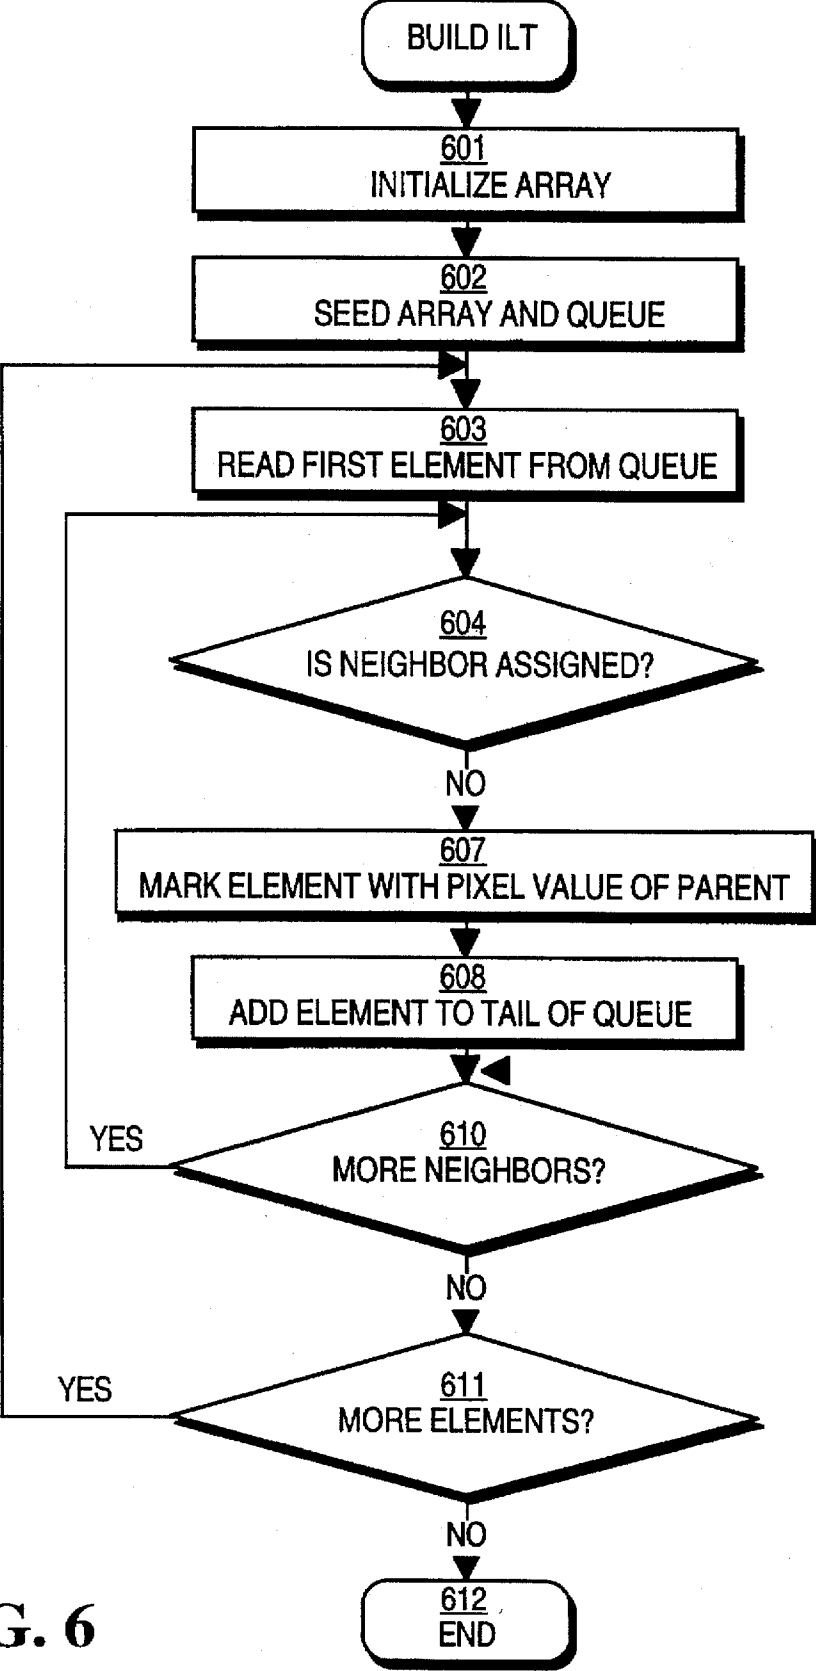 BUILD ILT
601
INITIALIZE ARRAY
602
SEED ARRAY AND QUEUE
603
READ FIRST ELEMENT FROM QUEUE
604
IS NEIGHBOR ASSIGNED?
NO
607
MARK ELEMENT WITH PIXEL VALUE OF PARENT
608
ADD ELEMENT TO TAIL OF QUEUE
610
MORE NEIGHBORS?
YES
NO
611
MORE ELEMENTS?
YES
NO
612
END
G. 6